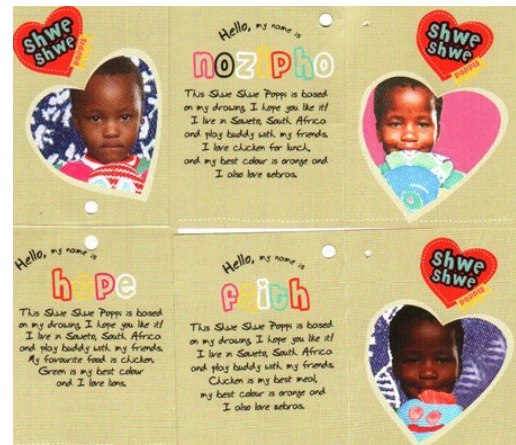 shwe
shwe
poppis
Hello, my name is
nozipho
This Shwe Shwe Poppi is based
on my drawing, I hope you like it!
I live in Soweto, South Africa
and play buddy with my friends.
I love chicken for lunch,
and my best colour is orange and
I also love zebras.
shwe
shwe
poppis
Hello, my name is
hope
This Shwe Shwe Poppi is based
on my drawing, I hope you like it!
I live in Soweto, South Africa
and play buddy with my friends.
My favourite food is chicken.
Green is my best colour
and I love lions.
Hello, my name is
faith
This Shwe Shwe Poppi is based
on my drawing, I hope you like it!
I live in Soweto, South Africa
and play buddy with my friends.
Chicken is my best meal,
my best colour is orange and
I also love zebras.
shwe
shwe
poppis